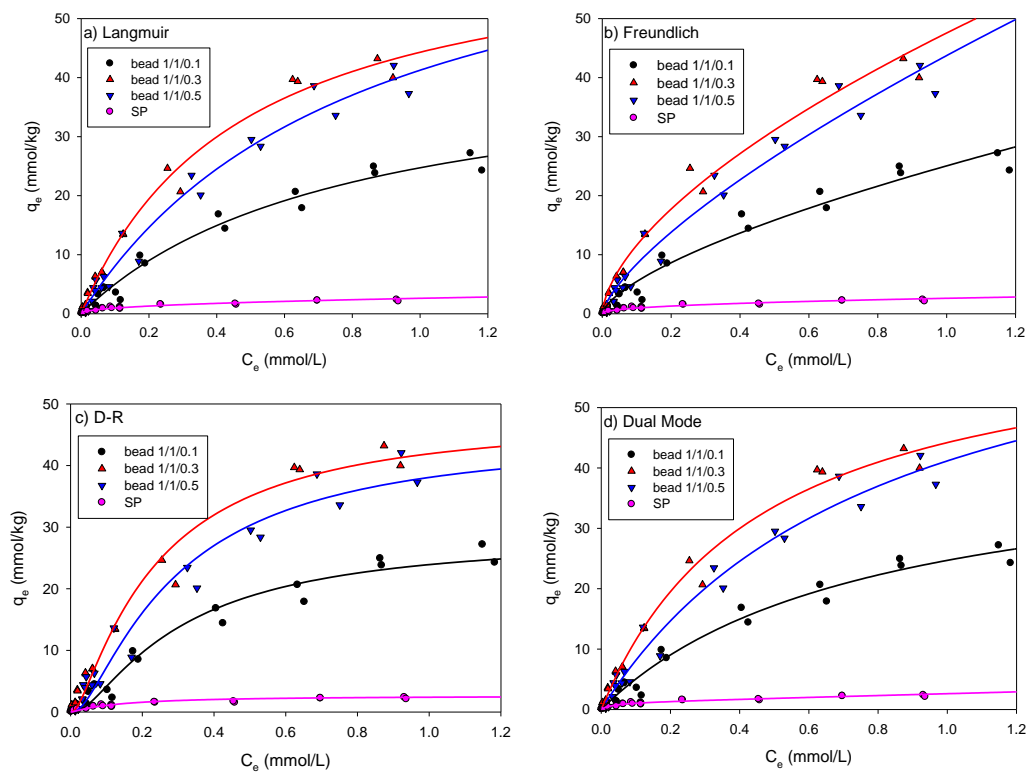 a) Langmuir
bead 1/1/0.1
bead 1/1/0.3
bead 1/1/0.5
SP
50
40
30
20
10
0
qe (mmol/kg)
0.0 0.2 0.4 0.6 0.8 1.0 1.2
Ce (mmol/L)
b) Freundlich
bead 1/1/0.1
bead 1/1/0.3
bead 1/1/0.5
SP
50
40
30
20
10
0
qe (mmol/kg)
0.0 0.2 0.4 0.6 0.8 1.0 1.2
Ce (mmol/L)
c) D-R
bead 1/1/0.1
bead 1/1/0.3
bead 1/1/0.5
SP
50
40
30
20
10
0
qe (mmol/kg)
0.0 0.2 0.4 0.6 0.8 1.0 1.2
Ce (mmol/L)
d) Dual Mode
bead 1/1/0.1
bead 1/1/0.3
bead 1/1/0.5
SP
50
40
30
20
10
0
qe (mmol/kg)
0.0 0.2 0.4 0.6 0.8 1.0 1.2
Ce (mmol/L)